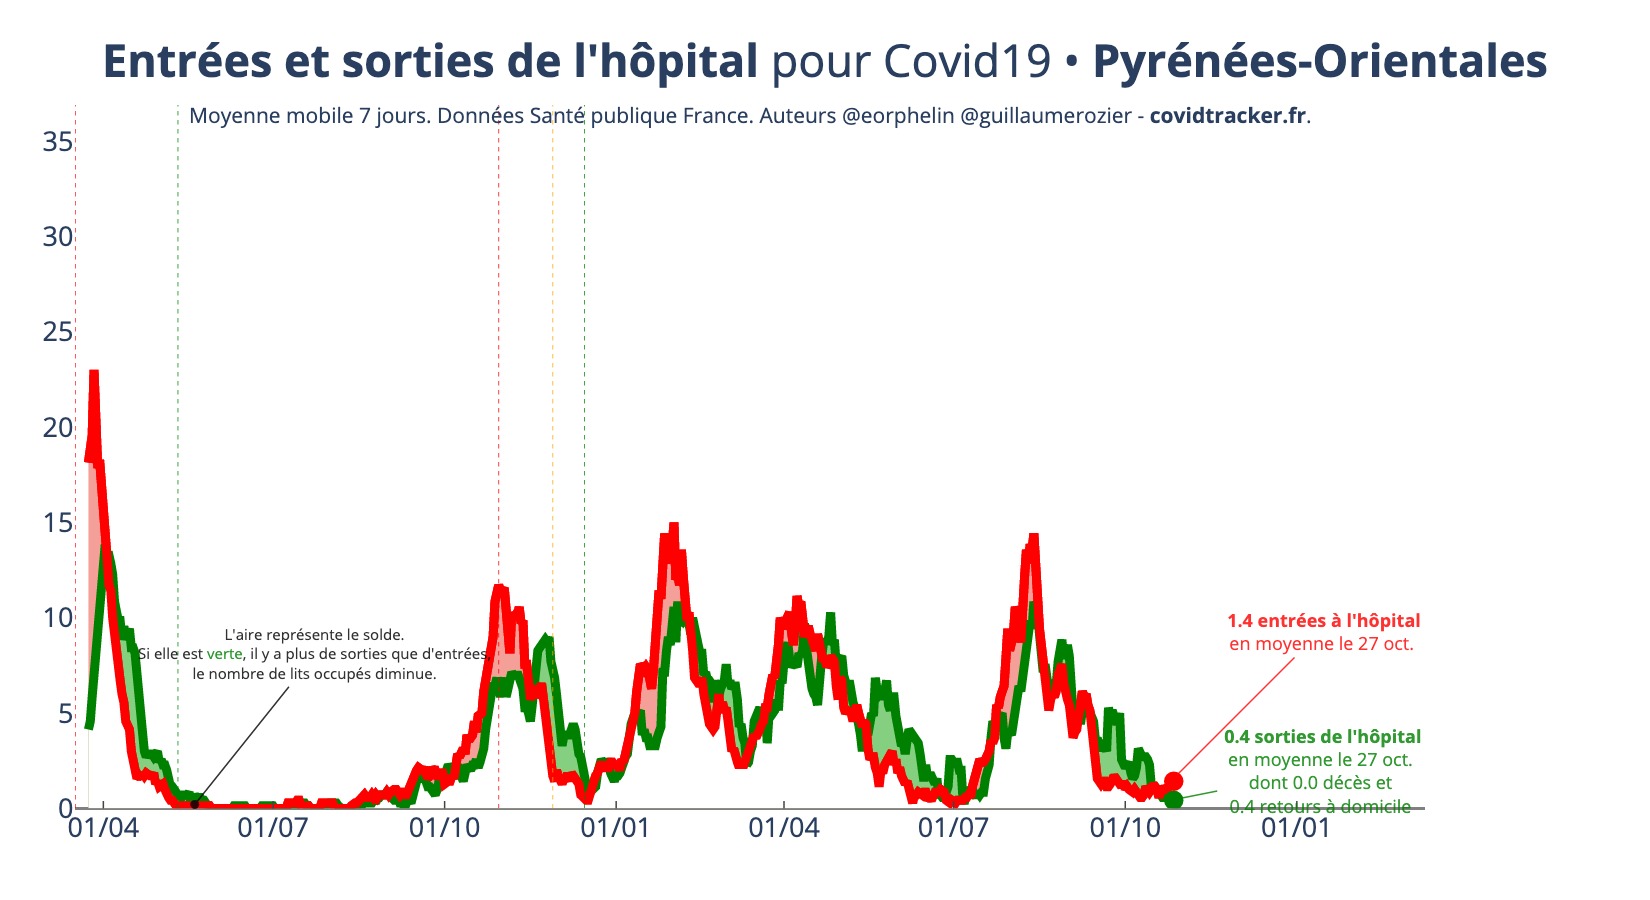 Entrées et sorties de l'hôpital pour Covid19 • Pyrénées-Orientales
Moyenne mobile 7 jours. Données Santé publique France. Auteurs @eorphelin @guillaumerozier - covidtracker.fr.
35
30
25
20
15
10
5
0
L'aire représente le solde.
Si elle est verte, il y a plus de sorties que d'entrées,
le nombre de lits occupés diminue.
1.4 entrées à l'hôpital
en moyenne le 27 oct.
0.4 sorties de l'hôpital
en moyenne le 27 oct.
dont 0.0 décès et
0.4 retours à domicile
01/04 01/07 01/10 01/01 01/04 01/07 01/10 01/01